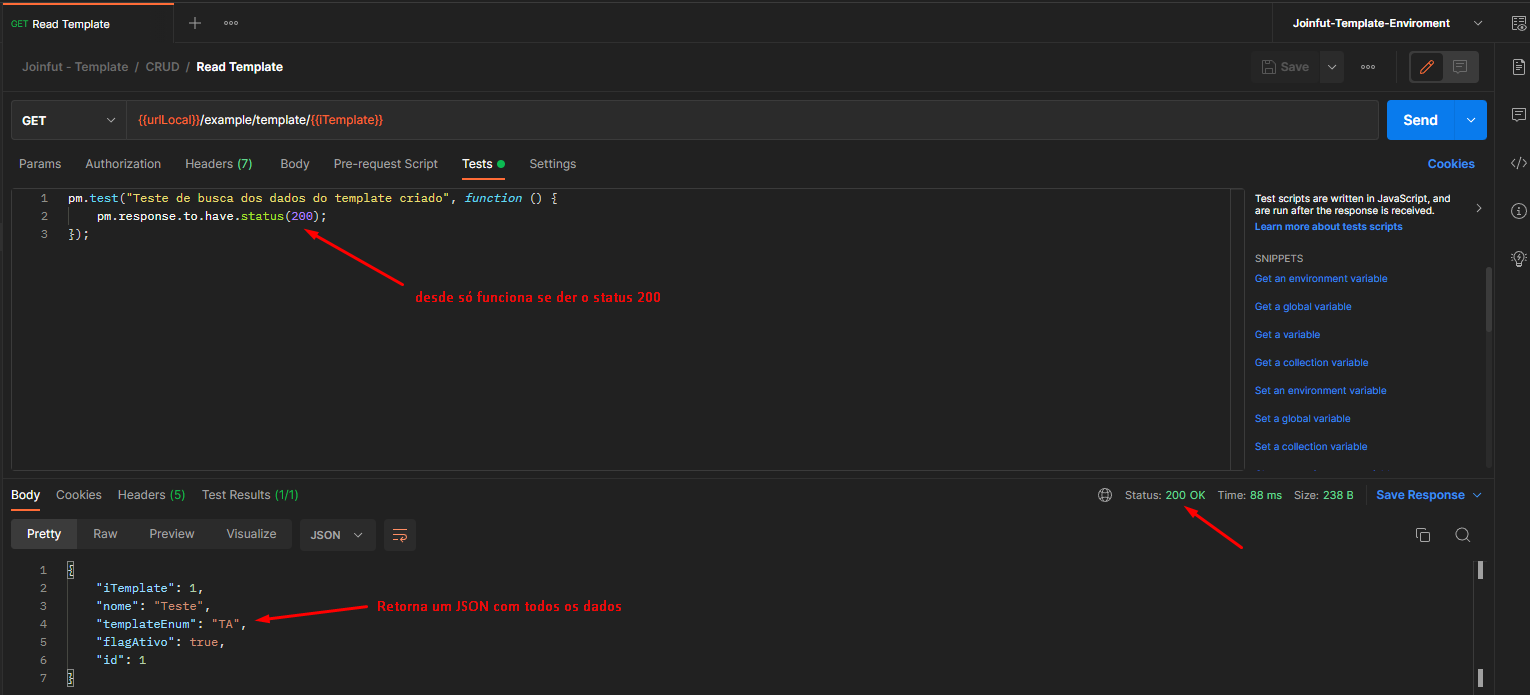 GET Read Template
Joinfut-Template-Enviroment
Joinfut - Template / CRUD / Read Template
Save
GET
{{urlLocal}}/example/template/{{iTemplate}}
Send
Params Authorization Headers (7) Body Pre-request Script Tests Settings
Cookies
1 pm.test("Teste de busca dos dados do template criado", function () {
2 pm.response.to.have.status(200);
3 });
desde só funciona se der o status 200
Test scripts are written in JavaScript, and
are run after the response is received.
Learn more about tests scripts
SNIPPETS
Get an environment variable
Get a global variable
Get a variable
Get a collection variable
Set an environment variable
Set a global variable
Set a collection variable
Body Cookies Headers (5) Test Results (1/1)
Status: 200 OK Time: 88 ms Size: 238 B
Save Response
Pretty Raw Preview Visualize JSON
1 {
2 "iTemplate": 1,
3 "nome": "Teste",
4 "templateEnum": "TA",
5 "flagAtivo": true,
6 "id": 1
7 }
Retorna um JSON com todos os dados